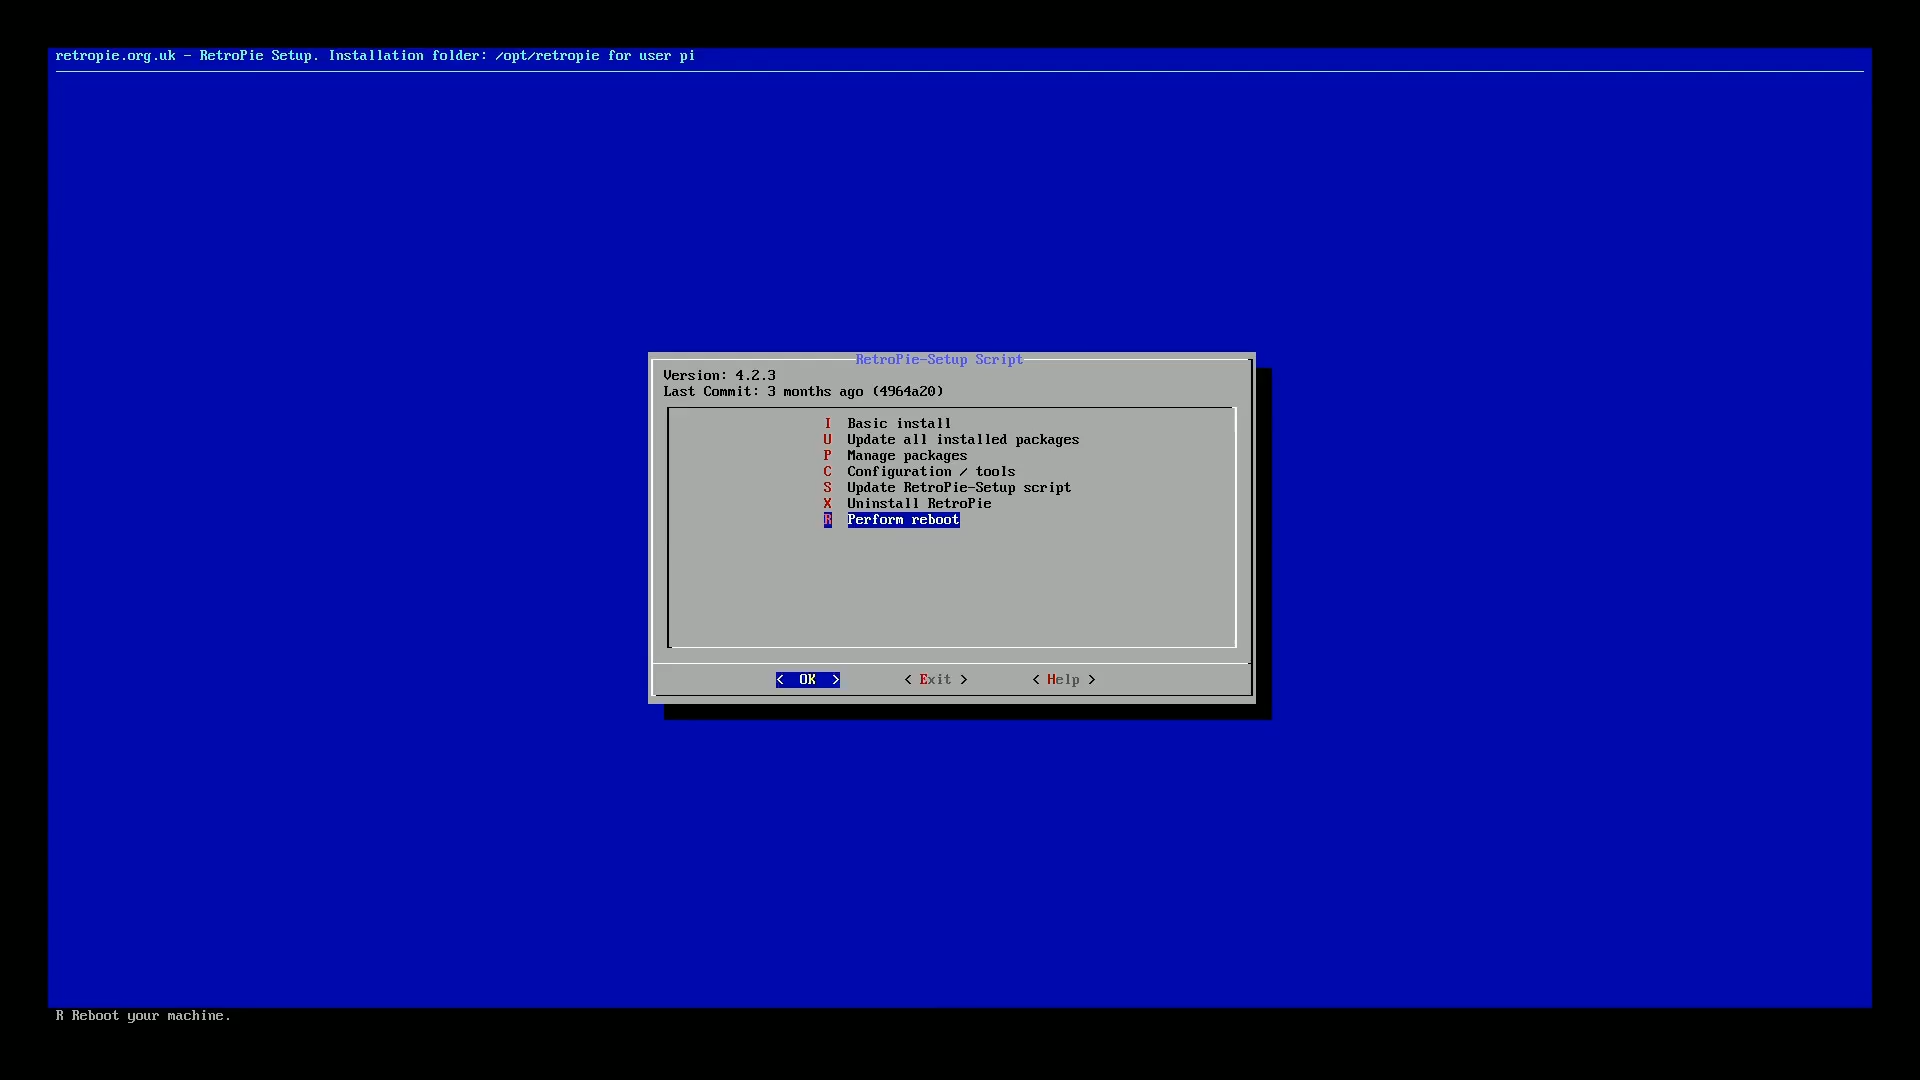 retropie.org.uk - RetroPie Setup. Installation folder: /opt/retropie for user pi
RetroPie-Setup Script
Version: 4.2.3
Last Commit: 3 months ago (4964a20)
I Basic install
U Update all installed packages
P Manage packages
C Configuration / tools
S Update RetroPie-Setup script
X Uninstall RetroPie
R Perform reboot
< OK > < Exit > < Help >
R Reboot your machine.